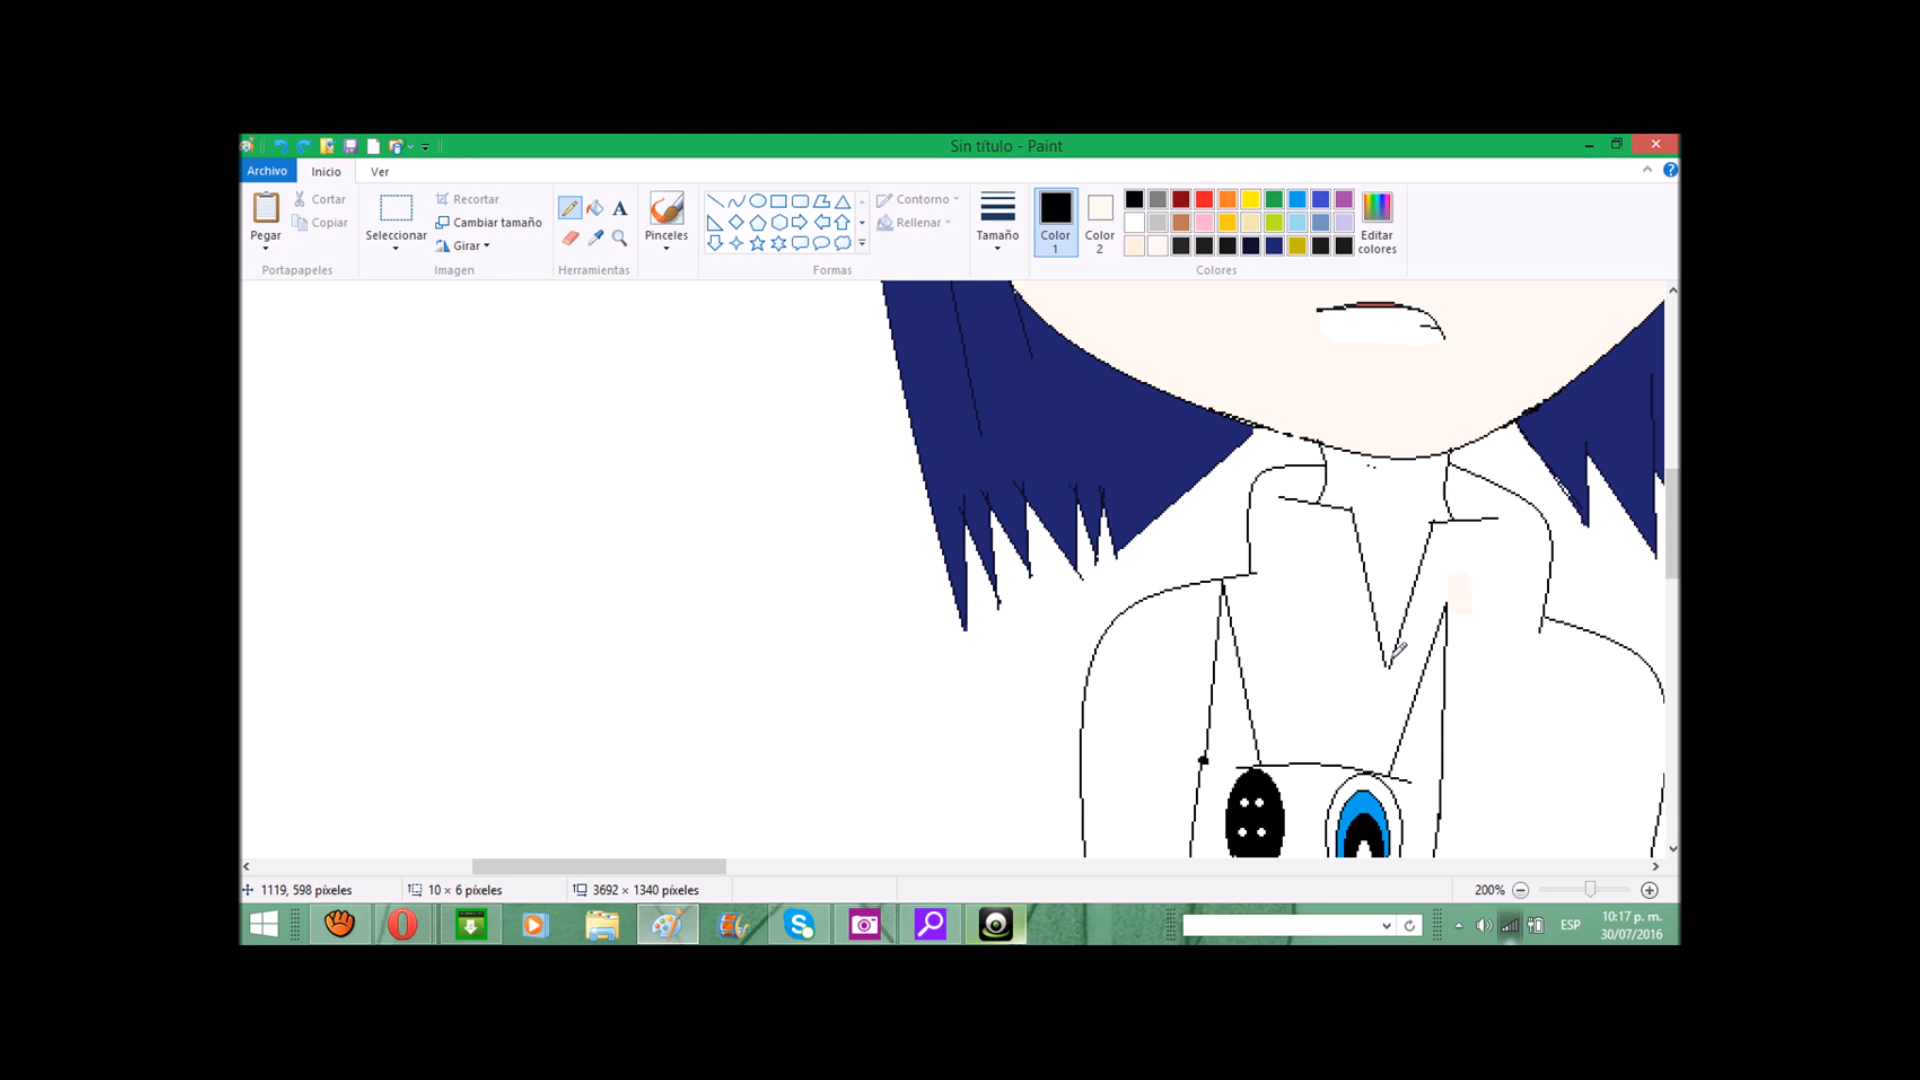 Sin título - Paint
Archivo Inicio Ver
Pegar
Cortar
Copiar
Portapapeles
Seleccionar
Recortar
Cambiar tamaño
Girar
Imagen
A
Herramientas
Pinceles
Contorno
Rellenar
Formas
Tamaño
Color 1
Color 2
Editar colores
Colores
1119, 598 píxeles 10 × 6 píxeles 3692 × 1340 píxeles 200%
ESP
10:17 p. m.
30/07/2016